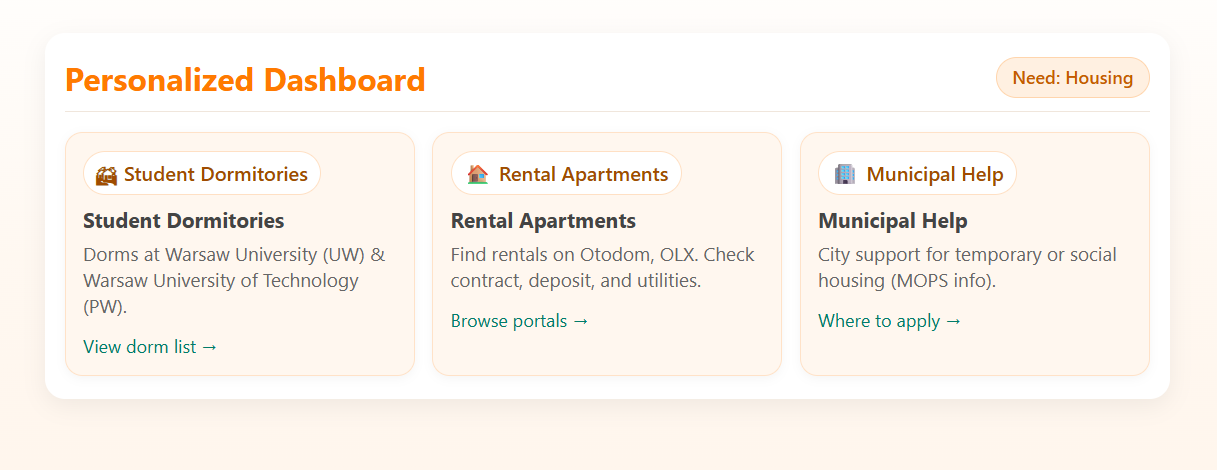 Personalized Dashboard
Need: Housing
Student Dormitories
Student Dormitories
Dorms at Warsaw University (UW) &
Warsaw University of Technology
(PW).
View dorm list →
Rental Apartments
Rental Apartments
Find rentals on Otodom, OLX. Check
contract, deposit, and utilities.
Browse portals →
Municipal Help
Municipal Help
City support for temporary or social
housing (MOPS info).
Where to apply →